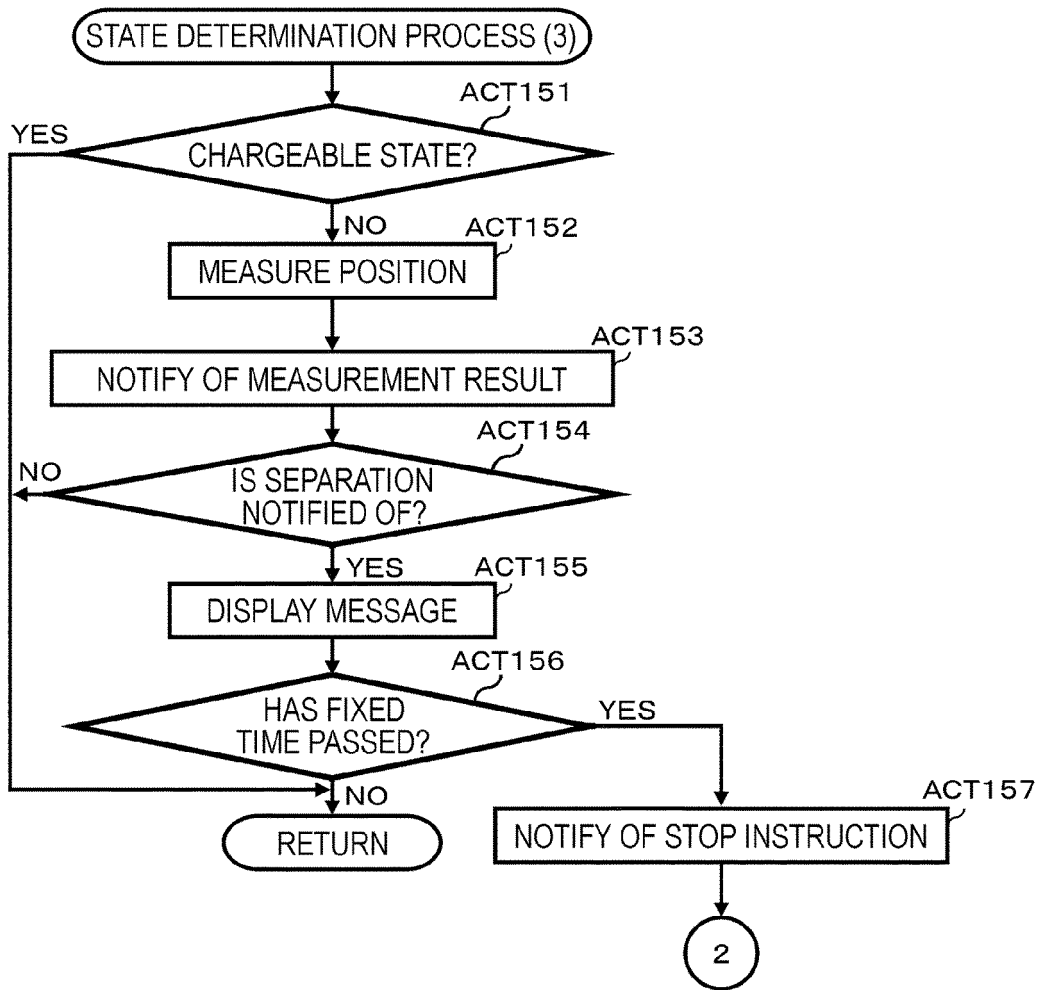 STATE DETERMINATION PROCESS (3)
ACT151
YES
CHARGEABLE STATE?
NO
ACT152
MEASURE POSITION
ACT153
NOTIFY OF MEASUREMENT RESULT
ACT154
NO
IS SEPARATION
NOTIFIED OF?
YES
ACT155
DISPLAY MESSAGE
ACT156
HAS FIXED
TIME PASSED?
YES
NO
ACT157
RETURN
NOTIFY OF STOP INSTRUCTION
2